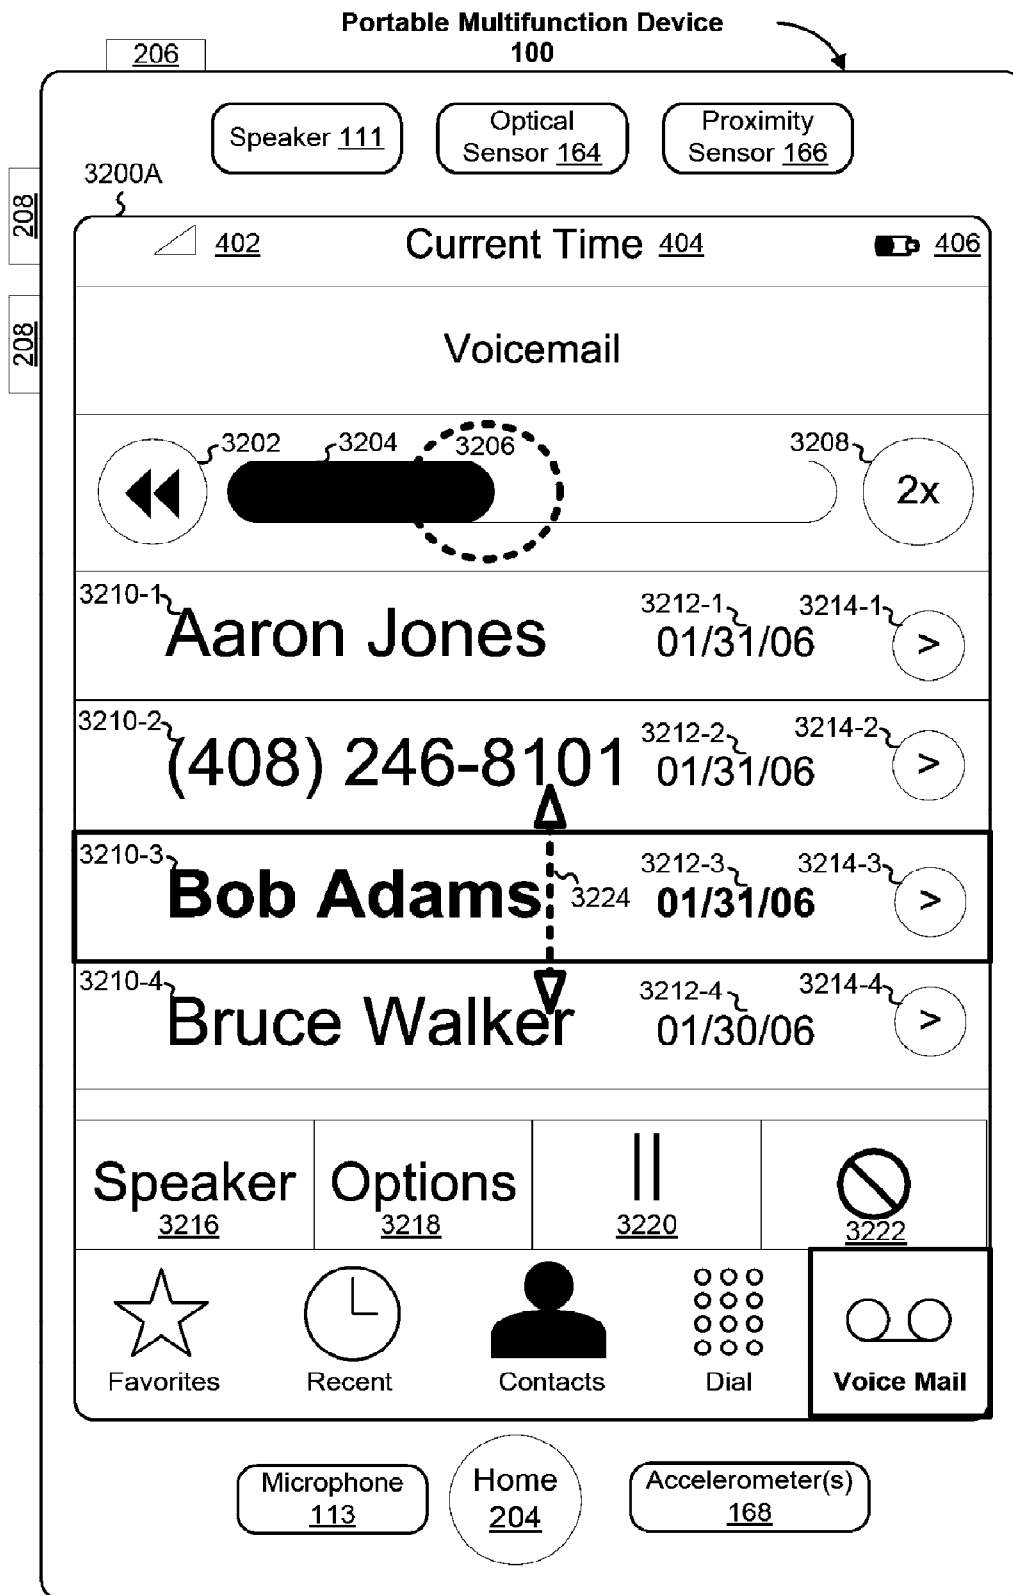 Portable Multifunction Device
100
206
Speaker 111
Optical
Sensor 164
Proximity
Sensor 166
3200A
208
208
402
Current Time 404
406
Voicemail
3202
3204
3206
3208
2x
3210-1
Aaron Jones
3212-1
01/31/06
3214-1
>
3210-2
(408) 246-8101
3212-2
01/31/06
3214-2
>
3210-3
Bob Adams
3224
3212-3
01/31/06
3214-3
>
3210-4
Bruce Walker
3212-4
01/30/06
3214-4
>
Speaker
3216
Options
3218
3220
3222
Favorites
Recent
Contacts
Dial
Voice Mail
Microphone
113
Home
204
Accelerometer(s)
168